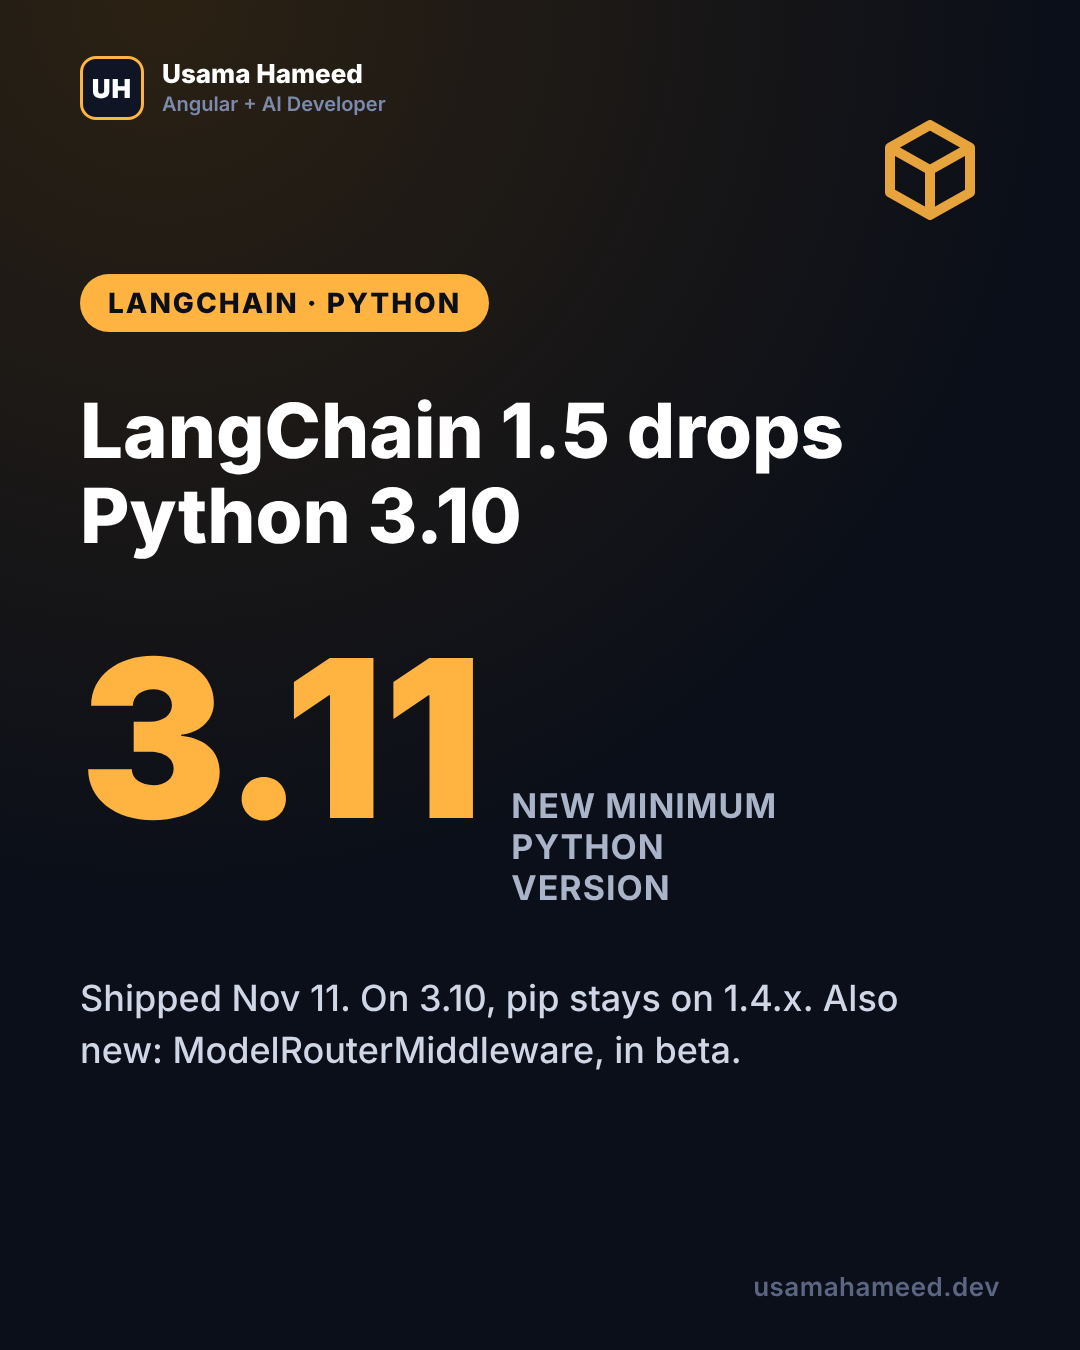 UH
Usama Hameed
Angular + AI Developer
LANGCHAIN · PYTHON
LangChain 1.5 drops
Python 3.10
3.11
NEW MINIMUM
PYTHON
VERSION
Shipped Nov 11. On 3.10, pip stays on 1.4.x. Also
new: ModelRouterMiddleware, in beta.
usamahameed.dev